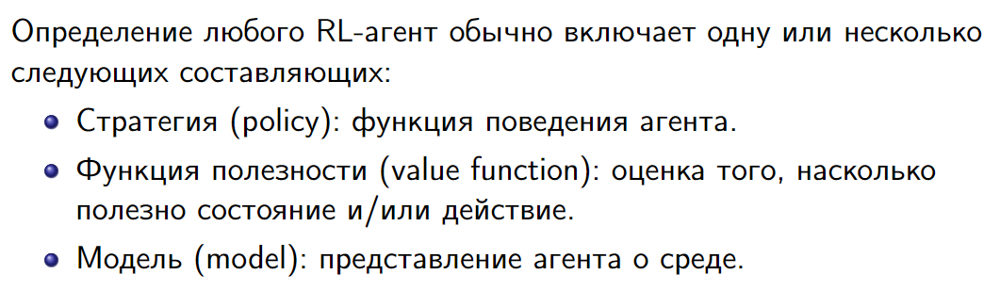 Определение любого RL-агент обычно включает одну или несколько
следующих составляющих:
Стратегия (policy): функция поведения агента.
Функция полезности (value function): оценка того, насколько
полезно состояние и/или действие.
Модель (model): представление агента о среде.